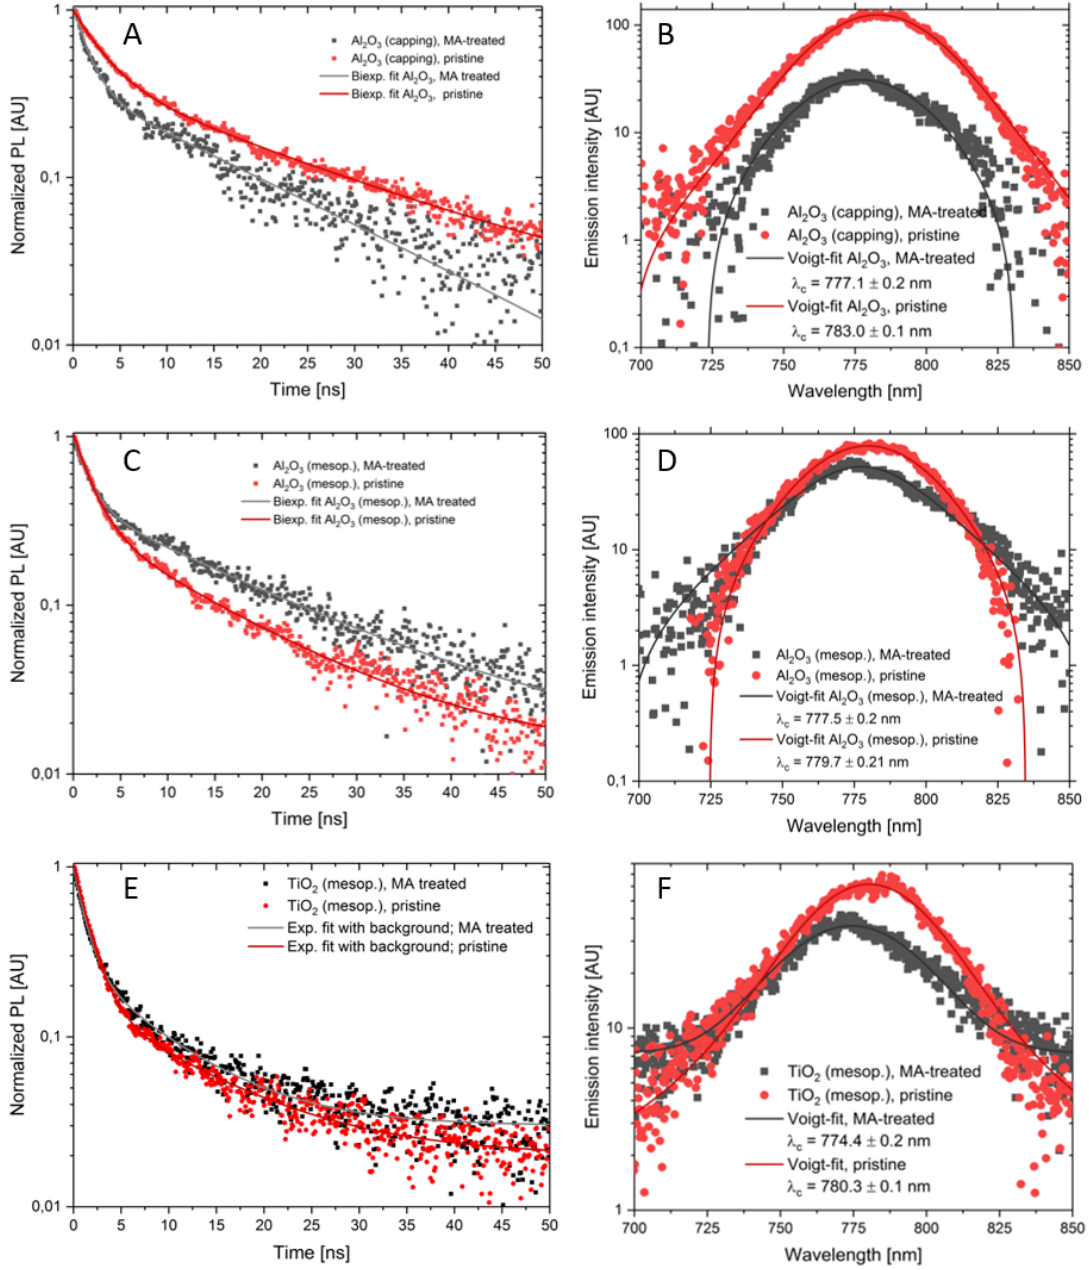 A
Al₂O₃ (capping), MA-treated
Al₂O₃ (capping), pristine
Biexp. fit Al₂O₃, MA treated
Biexp. fit Al₂O₃, pristine
Normalized PL [AU]
1
0,1
0,01
0 5 10 15 20 25 30 35 40 45 50
Time [ns]
B
Al₂O₃ (capping), MA-treated
Al₂O₃ (capping), pristine
Voigt-fit Al₂O₃, MA-treated
λc = 777.1 ± 0.2 nm
Voigt-fit Al₂O₃, pristine
λc = 783.0 ± 0.1 nm
Emission intensity [AU]
100
10
1
0,1
700 725 750 775 800 825 850
Wavelength [nm]
C
Al₂O₃ (mesop.), MA-treated
Al₂O₃ (mesop.), pristine
Biexp. fit Al₂O₃ (mesop.), MA treated
Biexp. fit Al₂O₃ (mesop.), pristine
Normalized PL [AU]
1
0,1
0,01
0 5 10 15 20 25 30 35 40 45 50
Time [ns]
D
Al₂O₃ (mesop.), MA-treated
Al₂O₃ (mesop.), pristine
Voigt-fit Al₂O₃ (mesop.), MA-treated
λc = 777.5 ± 0.2 nm
Voigt-fit Al₂O₃ (mesop.), pristine
λc = 779.7 ± 0.21 nm
Emission intensity [AU]
100
10
1
0,1
700 725 750 775 800 825 850
Wavelength [nm]
E
TiO₂ (mesop.), MA treated
TiO₂ (mesop.), pristine
Exp. fit with background; MA treated
Exp. fit with background; pristine
Normalized PL [AU]
1
0,1
0,01
0 5 10 15 20 25 30 35 40 45 50
Time [ns]
F
TiO₂ (mesop.), MA-treated
TiO₂ (mesop.), pristine
Voigt-fit, MA-treated
λc = 774.4 ± 0.2 nm
Voigt-fit, pristine
λc = 780.3 ± 0.1 nm
Emission intensity [AU]
10
1
700 725 750 775 800 825 850
Wavelength [nm]